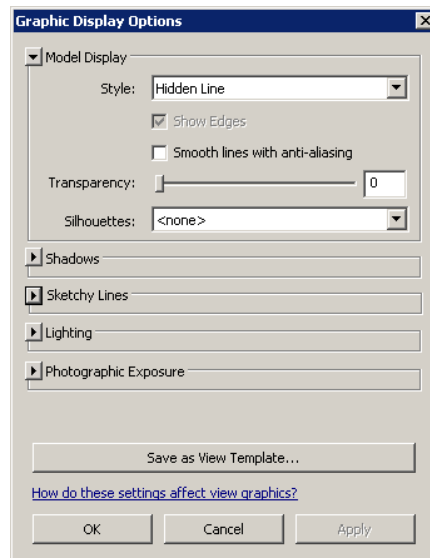 Graphic Display Options
Model Display
Style: Hidden Line
Show Edges
Smooth lines with anti-aliasing
Transparency: 0
Silhouettes: <none>
Shadows
Sketchy Lines
Lighting
Photographic Exposure
Save as View Template...
How do these settings affect view graphics?
OK Cancel Apply